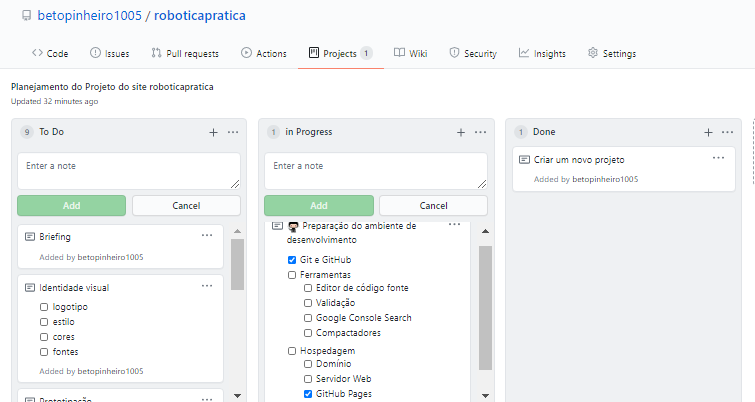 betopinheiro1005 / roboticapratica
Code Issues Pull requests Actions Projects 1 Wiki Security Insights Settings
Planejamento do Projeto do site roboticapratica
Updated 32 minutes ago
9 To Do
Enter a note
Add Cancel
Briefing
Added by betopinheiro1005
Identidade visual
logotipo
estilo
cores
fontes
Added by betopinheiro1005
Prototipação
1 in Progress
Enter a note
Add Cancel
Preparação do ambiente de
desenvolvimento
Git e GitHub
Ferramentas
Editor de código fonte
Validação
Google Console Search
Compactadores
Hospedagem
Domínio
Servidor Web
GitHub Pages
1 Done
Criar um novo projeto
Added by betopinheiro1005